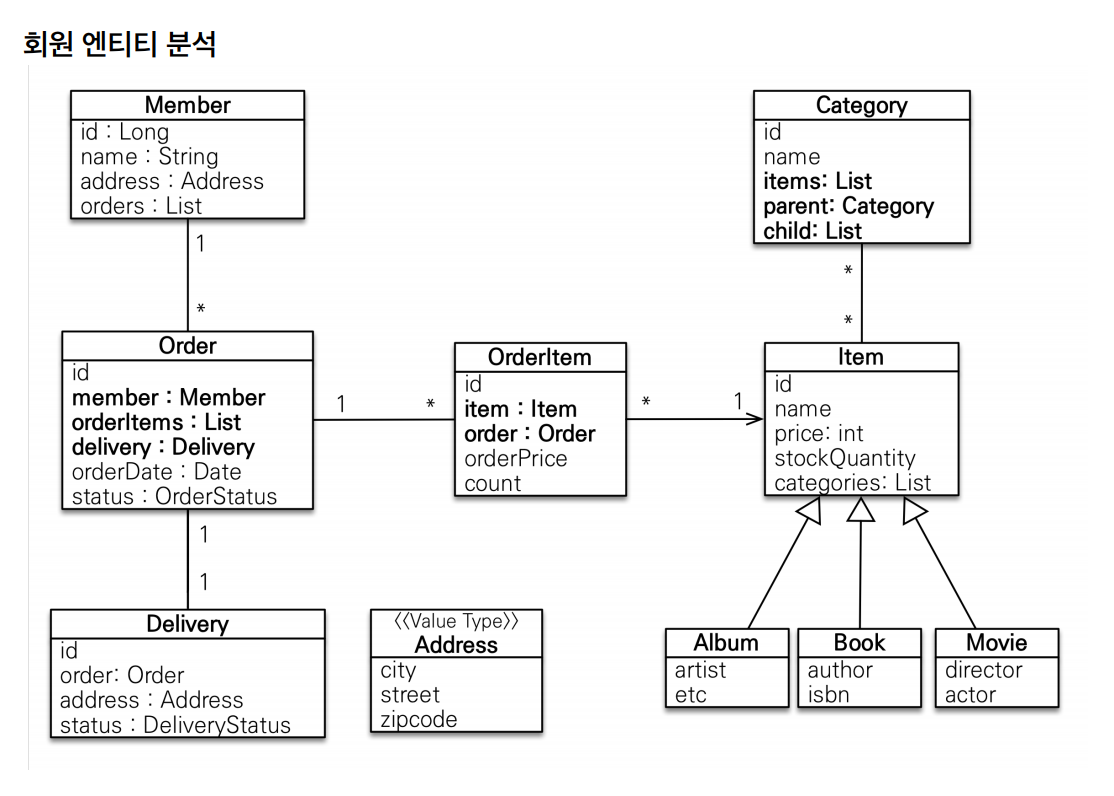 회원 엔티티 분석
Member
id : Long
name : String
address : Address
orders : List
1
*
Category
id
name
items: List
parent: Category
child: List
*
*
Order
id
member : Member
orderItems : List
delivery : Delivery
orderDate : Date
status : OrderStatus
1
*
OrderItem
id
item : Item
order : Order
orderPrice
count
*
1
Item
id
name
price: int
stockQuantity
categories: List
1
1
Delivery
id
order: Order
address : Address
status : DeliveryStatus
<<Value Type>>
Address
city
street
zipcode
Album
artist
etc
Book
author
isbn
Movie
director
actor